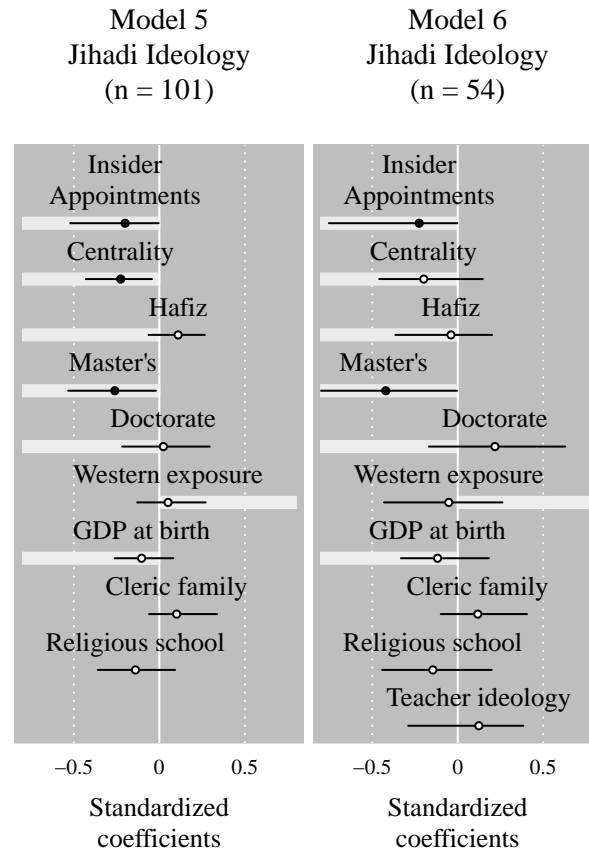 Model 5
Jihadi Ideology
(n = 101)
Insider
Appointments
Centrality
Hafiz
Master's
Doctorate
Western exposure
GDP at birth
Cleric family
Religious school
−0.5 0 0.5
Standardized
coefficients
Model 6
Jihadi Ideology
(n = 54)
Insider
Appointments
Centrality
Hafiz
Master's
Doctorate
Western exposure
GDP at birth
Cleric family
Religious school
Teacher ideology
−0.5 0 0.5
Standardized
coefficients